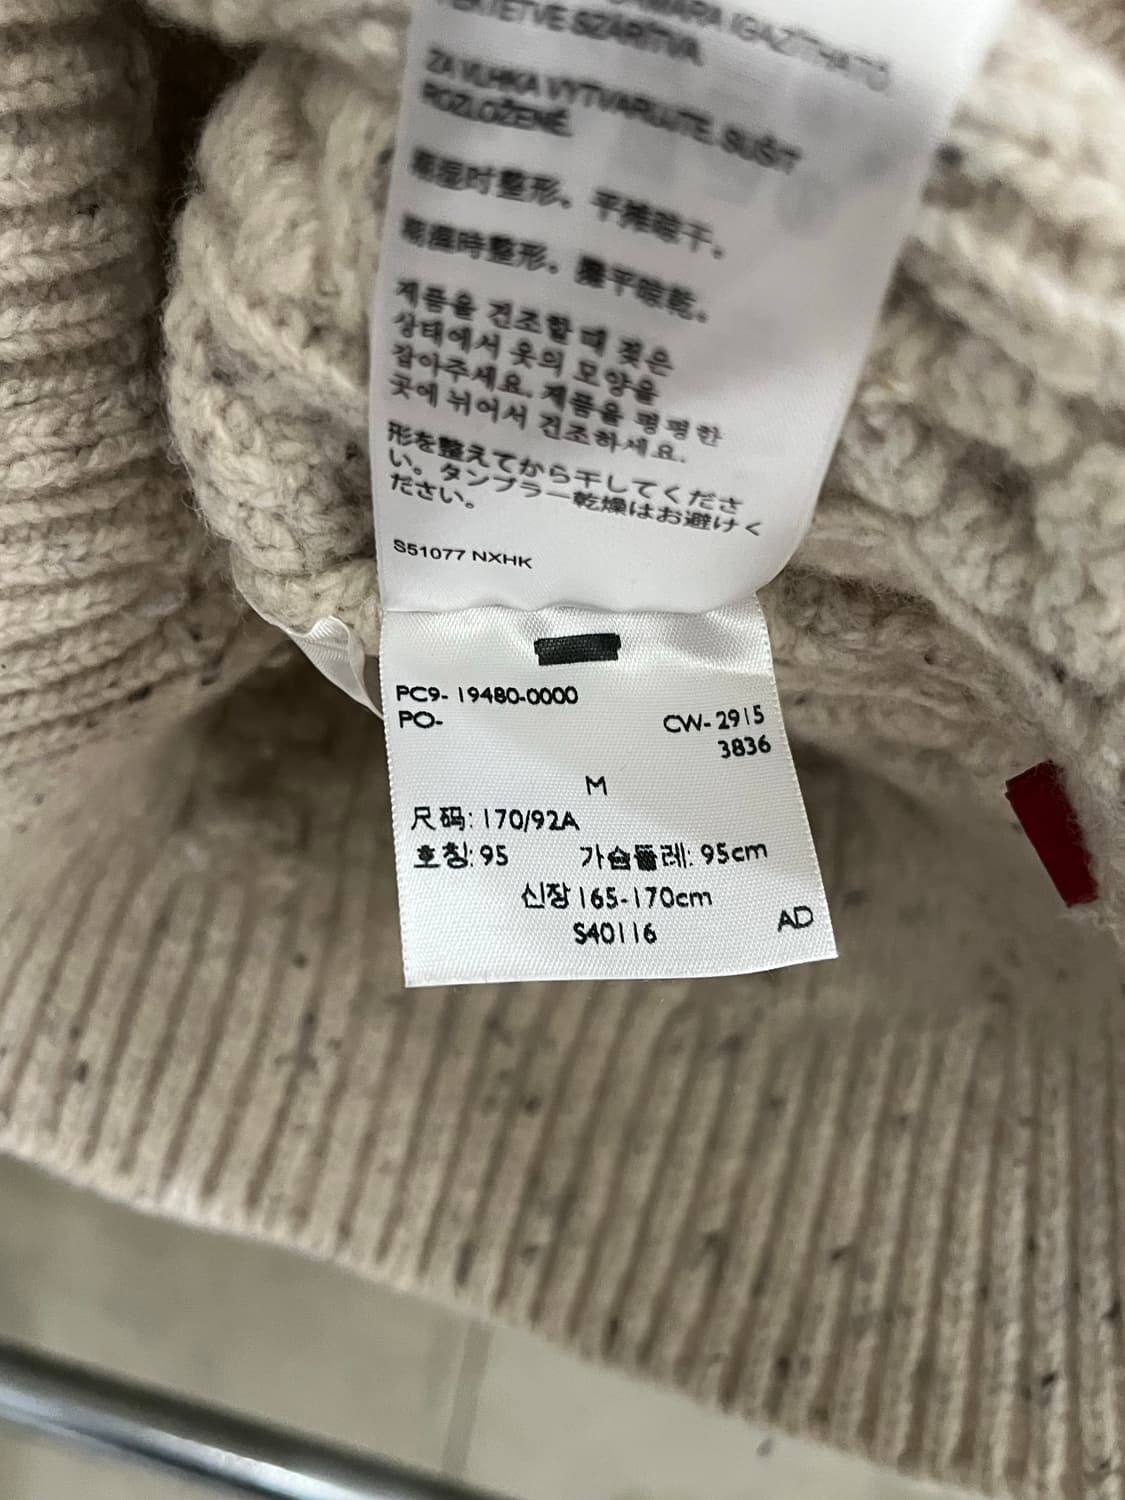 IGAZÍTHATÓ
FEKTETVE SZÁRÍTVA
ZA VLHKA VYTVARUJTE. SUŠIT
ROZLOŽENÉ.
整形。平摊晾干。
時整形。攤平晾乾。
제품을 건조할 때 젖은
상태에서 옷의 모양을
잡아주세요. 제품을 평평한
곳에 뉘어서 건조하세요.
形を整えてから干してくださ
い。タンブラー乾燥はお避けく
ださい。
S51077 NXHK
PC9- 19480-0000
PO-
CW- 2915
3836
M
尺码: 170/92A
호칭: 95 가슴둘레: 95cm
신장 165-170cm
S40116
AD